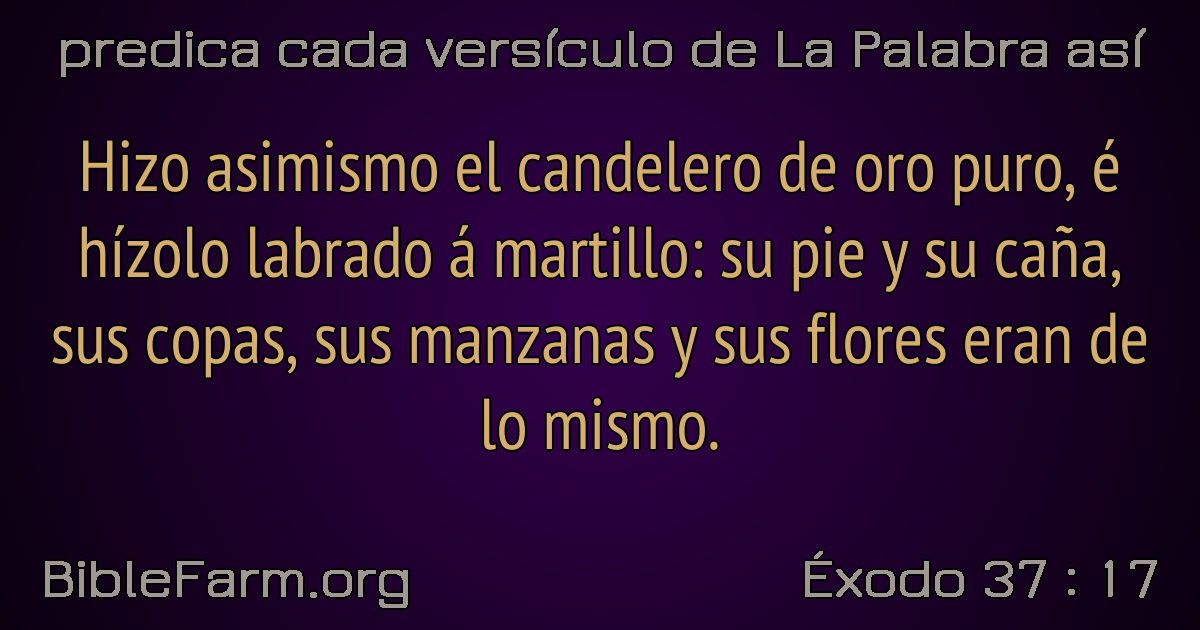 predica cada versículo de La Palabra así
Hizo asimismo el candelero de oro puro, é
hízolo labrado á martillo: su pie y su caña,
sus copas, sus manzanas y sus flores eran de
lo mismo.
BibleFarm.org
Éxodo 37 : 17